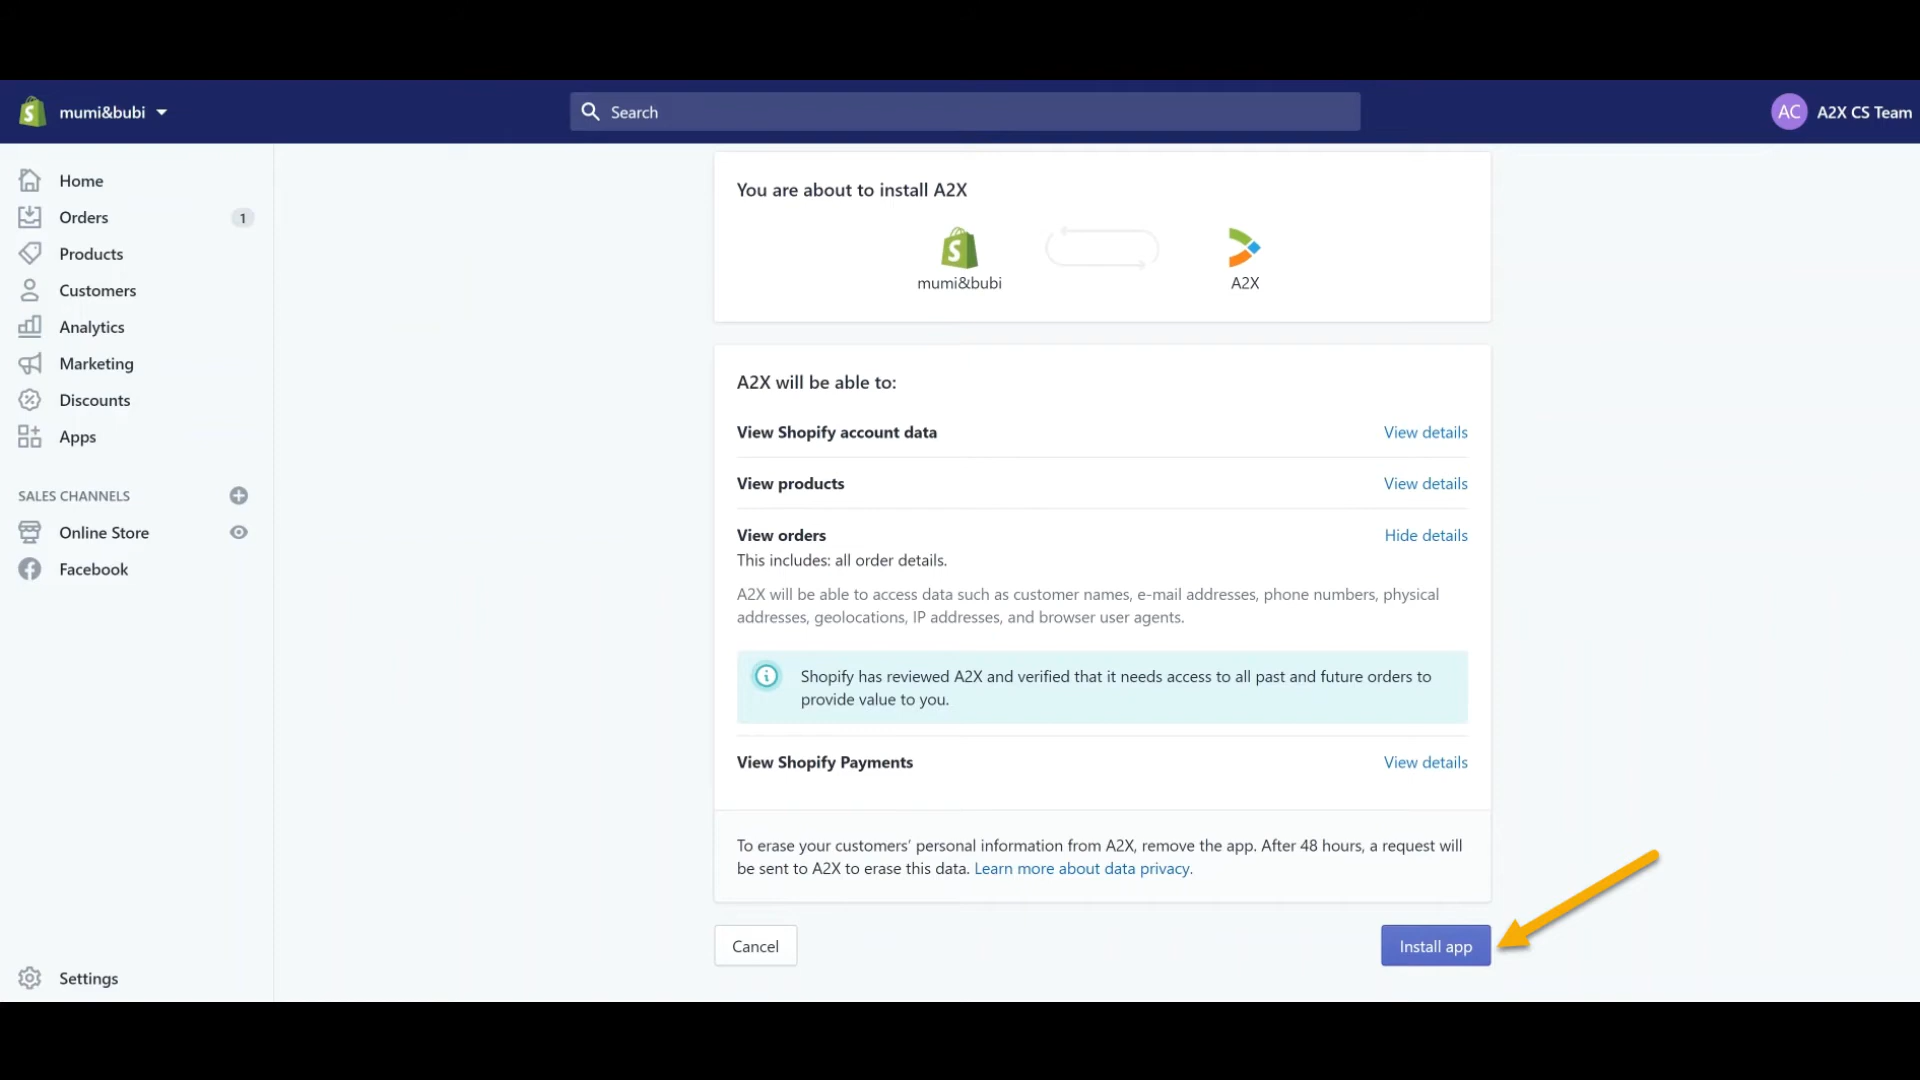 mumi&bubi
Search
AC
A2X CS Team
Home
Orders
1
Products
Customers
Analytics
Marketing
Discounts
Apps
SALES CHANNELS
Online Store
Facebook
Settings
You are about to install A2X
mumi&bubi
A2X
A2X will be able to:
View Shopify account data
View details
View products
View details
View orders
Hide details
This includes: all order details.
A2X will be able to access data such as customer names, e-mail addresses, phone numbers, physical
addresses, geolocations, IP addresses, and browser user agents.
Shopify has reviewed A2X and verified that it needs access to all past and future orders to
provide value to you.
View Shopify Payments
View details
To erase your customers’ personal information from A2X, remove the app. After 48 hours, a request will
be sent to A2X to erase this data. Learn more about data privacy.
Cancel
Install app